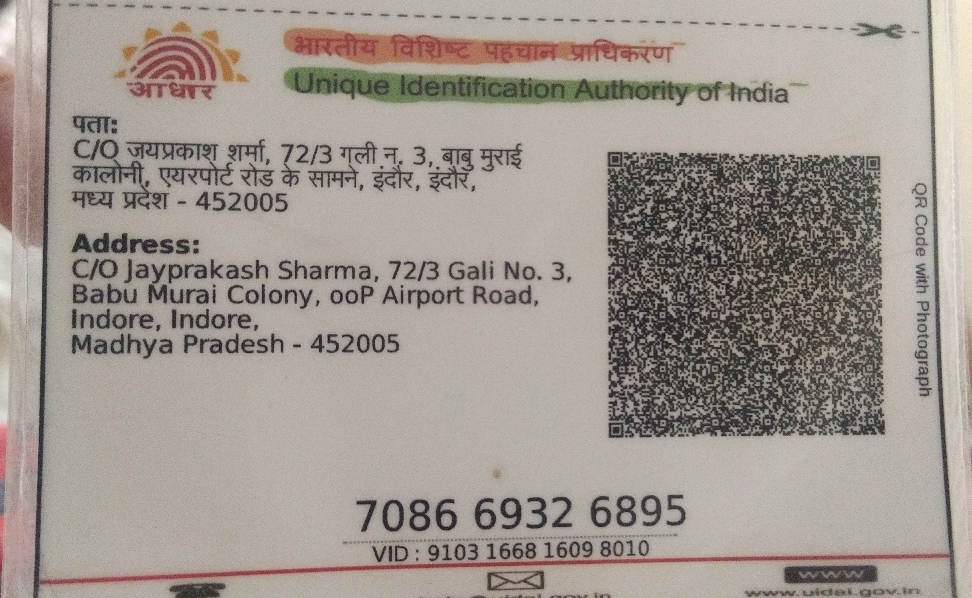 भारतीय विशिष्ट पहचान प्राधिकरण
Unique Identification Authority of India
आधार
पता:
C/O जयप्रकाश शर्मा, 72/3 गली न. 3, बाबु मुराई
कालोनी, एयरपोर्ट रोड के सामने, इंदौर, इंदौर,
मध्य प्रदेश - 452005
Address:
C/O Jayprakash Sharma, 72/3 Gali No. 3,
Babu Murai Colony, ooP Airport Road,
Indore, Indore,
Madhya Pradesh - 452005
QR Code with Photograph
7086 6932 6895
VID : 9103 1668 1609 8010
www
www.uidai.gov.in